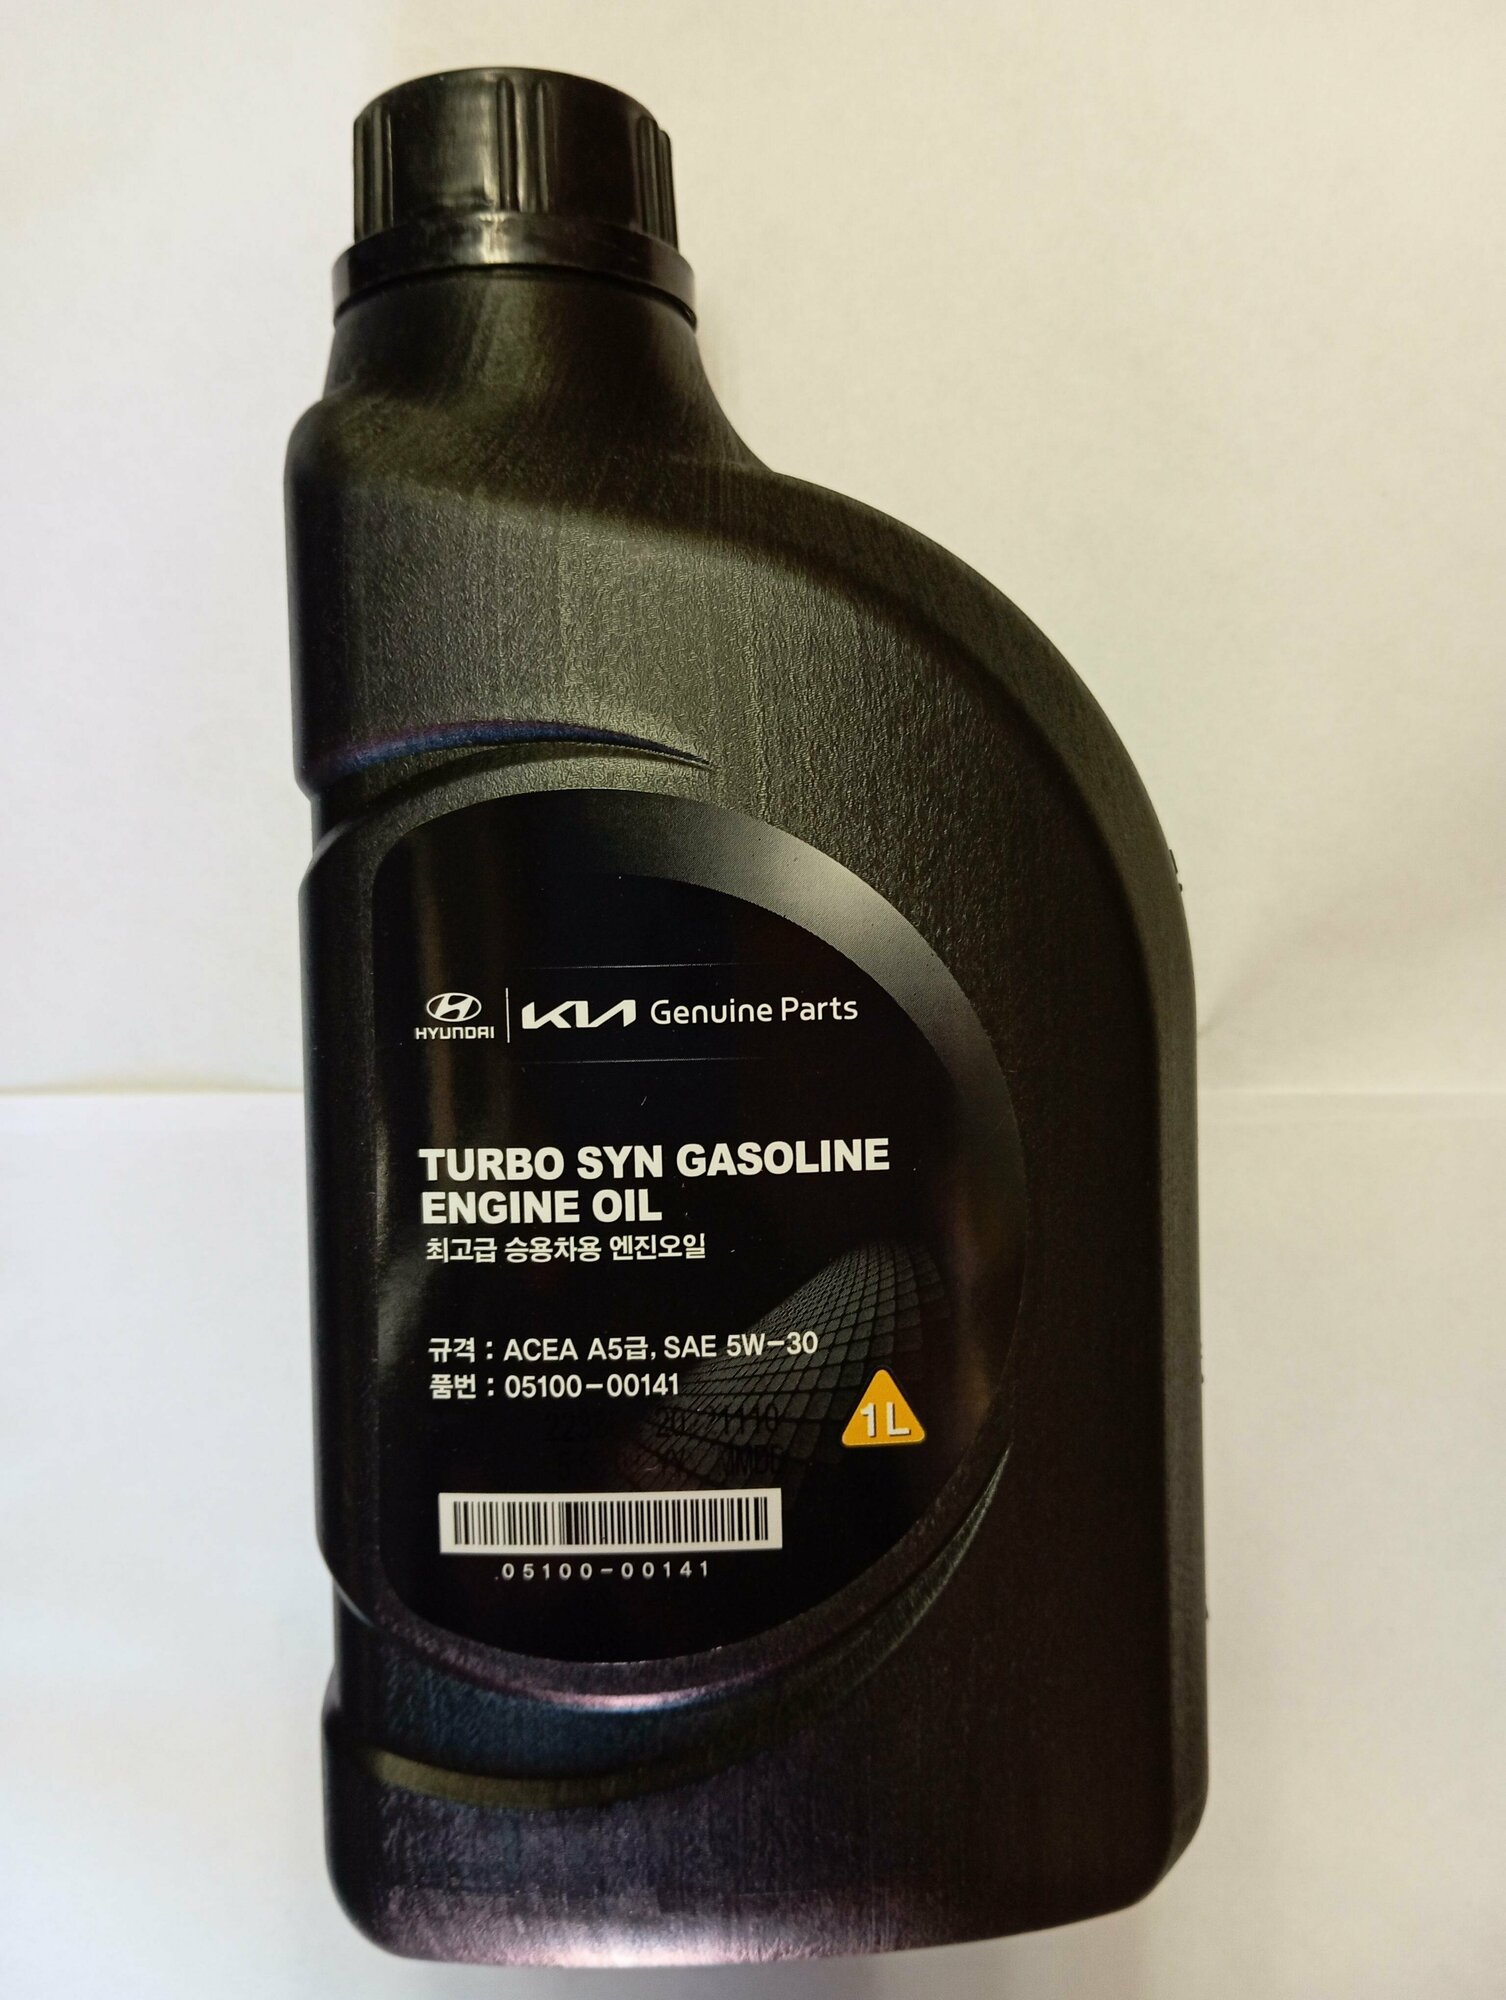 HYUNDAI KIA Genuine Parts
TURBO SYN GASOLINE
ENGINE OIL
최고급 승용차용 엔진오일
규격 : ACEA A5급, SAE 5W-30
품번 : 05100-00141
1L
05100-00141